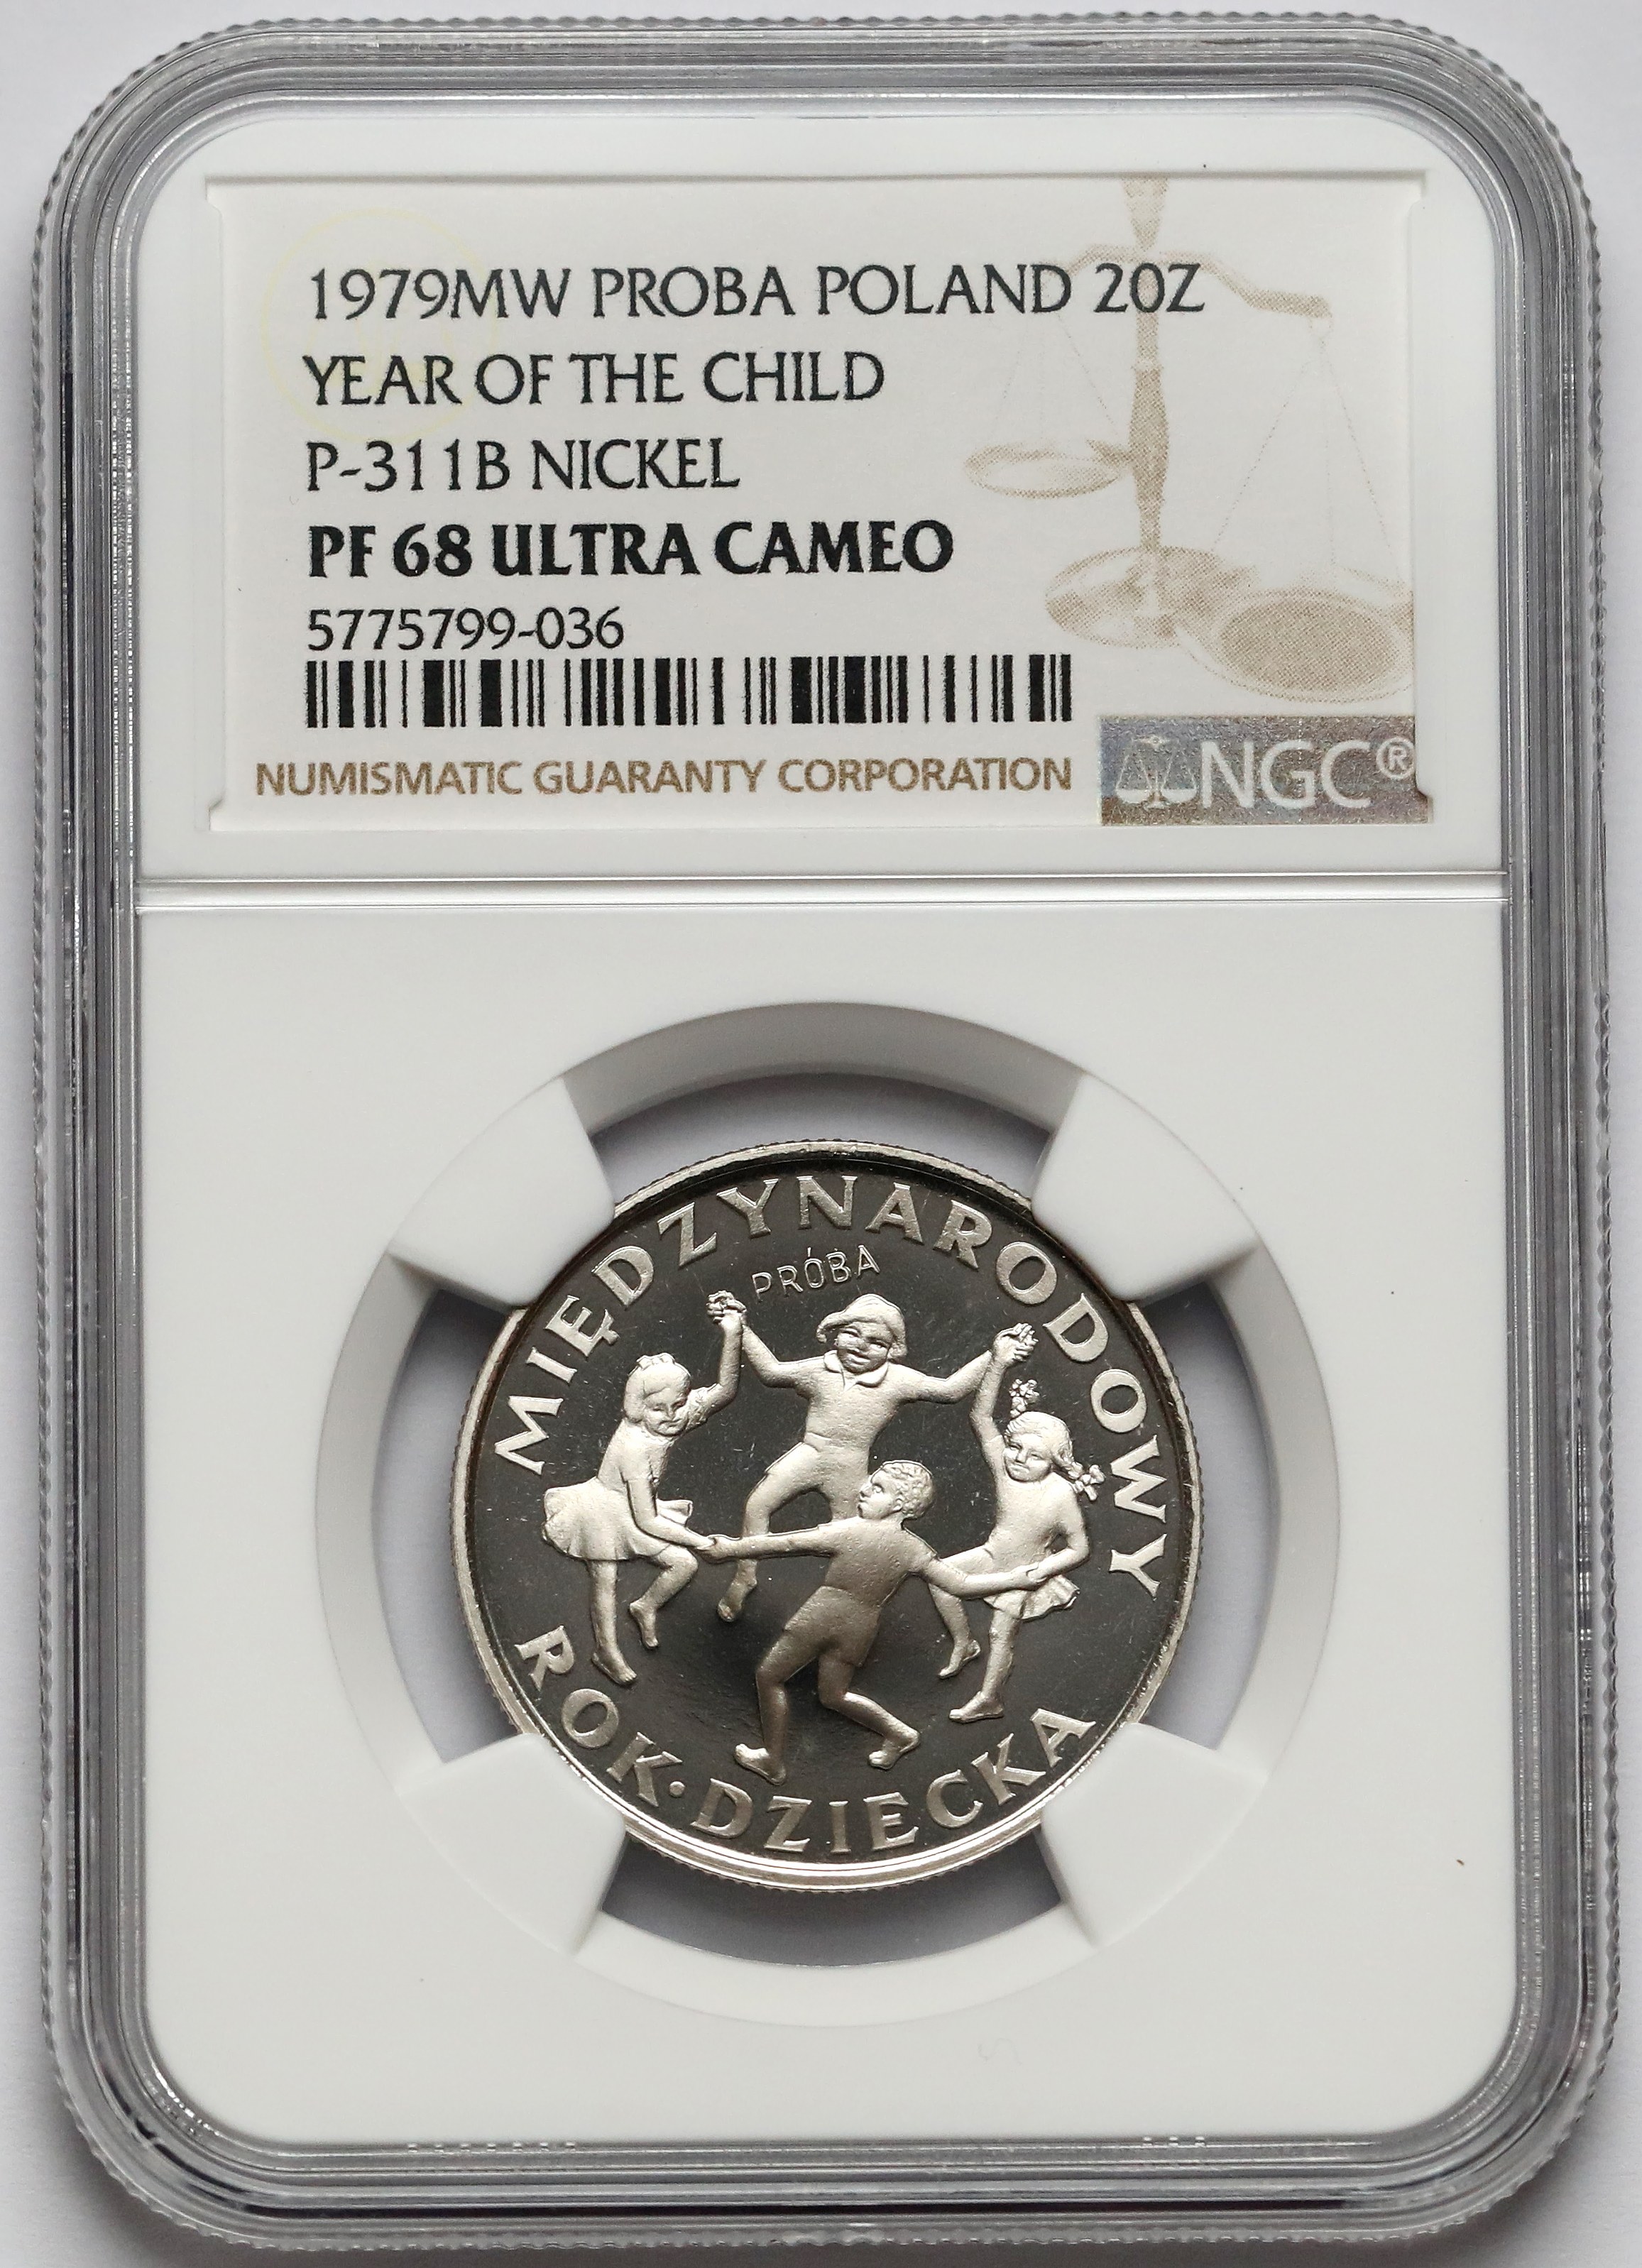 1979MW PROBA POLAND 20Z
YEAR OF THE CHILD
P-311B NICKEL
PF 68 ULTRA CAMEO
5775799-036
NUMISMATIC GUARANTY CORPORATION
NGC®
MIĘDZYNARODOWY
PRÓBA
ROK·DZIECKA